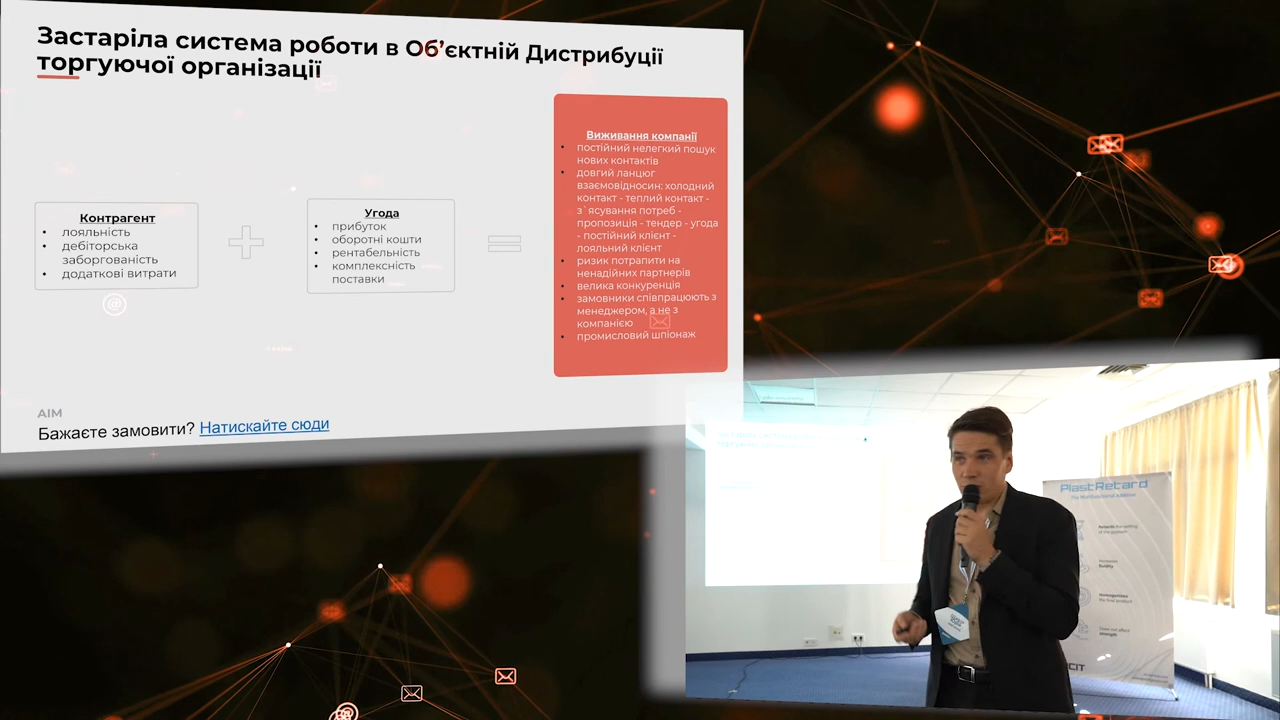 Застаріла система роботи в Об’єктній Дистрибуції
торгуючої організації
Контрагент
• лояльність
• дебіторська
заборгованість
• додаткові витрати
Угода
• прибуток
• оборотні кошти
• рентабельність
• комплексність
поставки
Виживання компанії
• постійний нелегкий пошук
нових контактів
• довгий ланцюг
взаємовідносин: холодний
контакт - теплий контакт -
з`ясування потреб -
пропозиція - тендер - угода
- постійний клієнт -
лояльний клієнт
• ризик потрапити на
ненадійних партнерів
• велика конкуренція
• замовники співпрацюють з
менеджером, а не з
компанією
• промисловий шпіонаж
AIM
Бажаєте замовити? Натискайте сюди
PlastRetard
The Multifunctional Additive